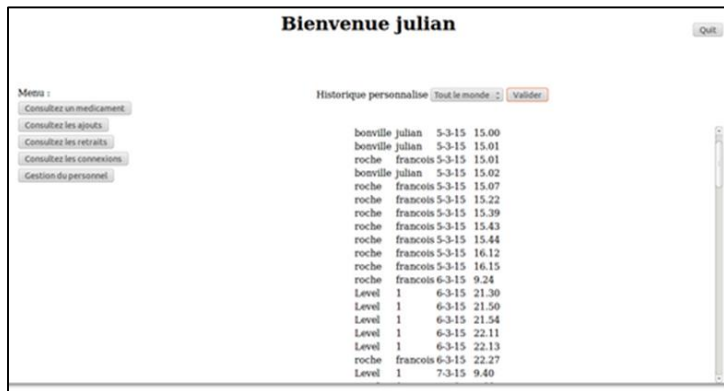 Bienvenue julian
Quit
Menu :
Consultez un medicament
Consultez les ajouts
Consultez les retraits
Consultez les connexions
Gestion du personnel
Historique personnalise Tout le monde Valider
bonville julian 5-3-15 15.00
bonville julian 5-3-15 15.01
roche francois 5-3-15 15.01
bonville julian 5-3-15 15.02
roche francois 5-3-15 15.07
roche francois 5-3-15 15.22
roche francois 5-3-15 15.39
roche francois 5-3-15 15.43
roche francois 5-3-15 15.44
roche francois 5-3-15 16.12
roche francois 5-3-15 16.15
roche francois 6-3-15 9.24
Level 1 6-3-15 21.30
Level 1 6-3-15 21.50
Level 1 6-3-15 21.54
Level 1 6-3-15 22.11
Level 1 6-3-15 22.13
roche francois 6-3-15 22.27
Level 1 7-3-15 9.40